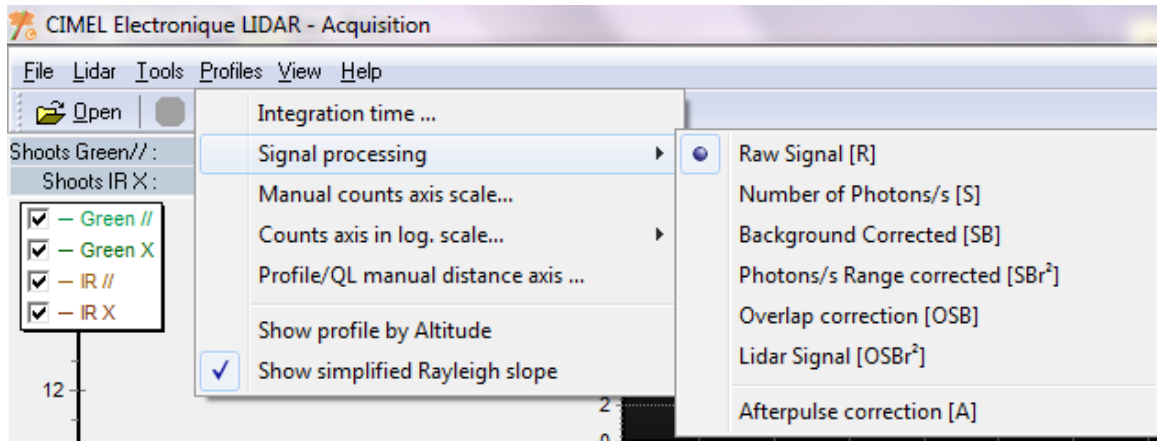 CIMEL Electronique LIDAR - Acquisition
File Lidar Tools Profiles View Help
Open
Shoots Green// :
Shoots IR X :
Green //
Green X
IR //
IR X
12
Integration time ...
Signal processing
Manual counts axis scale...
Counts axis in log. scale...
Profile/QL manual distance axis ...
Show profile by Altitude
Show simplified Rayleigh slope
Raw Signal [R]
Number of Photons/s [S]
Background Corrected [SB]
Photons/s Range corrected [SBr²]
Overlap correction [OSB]
Lidar Signal [OSBr²]
Afterpulse correction [A]
2
0